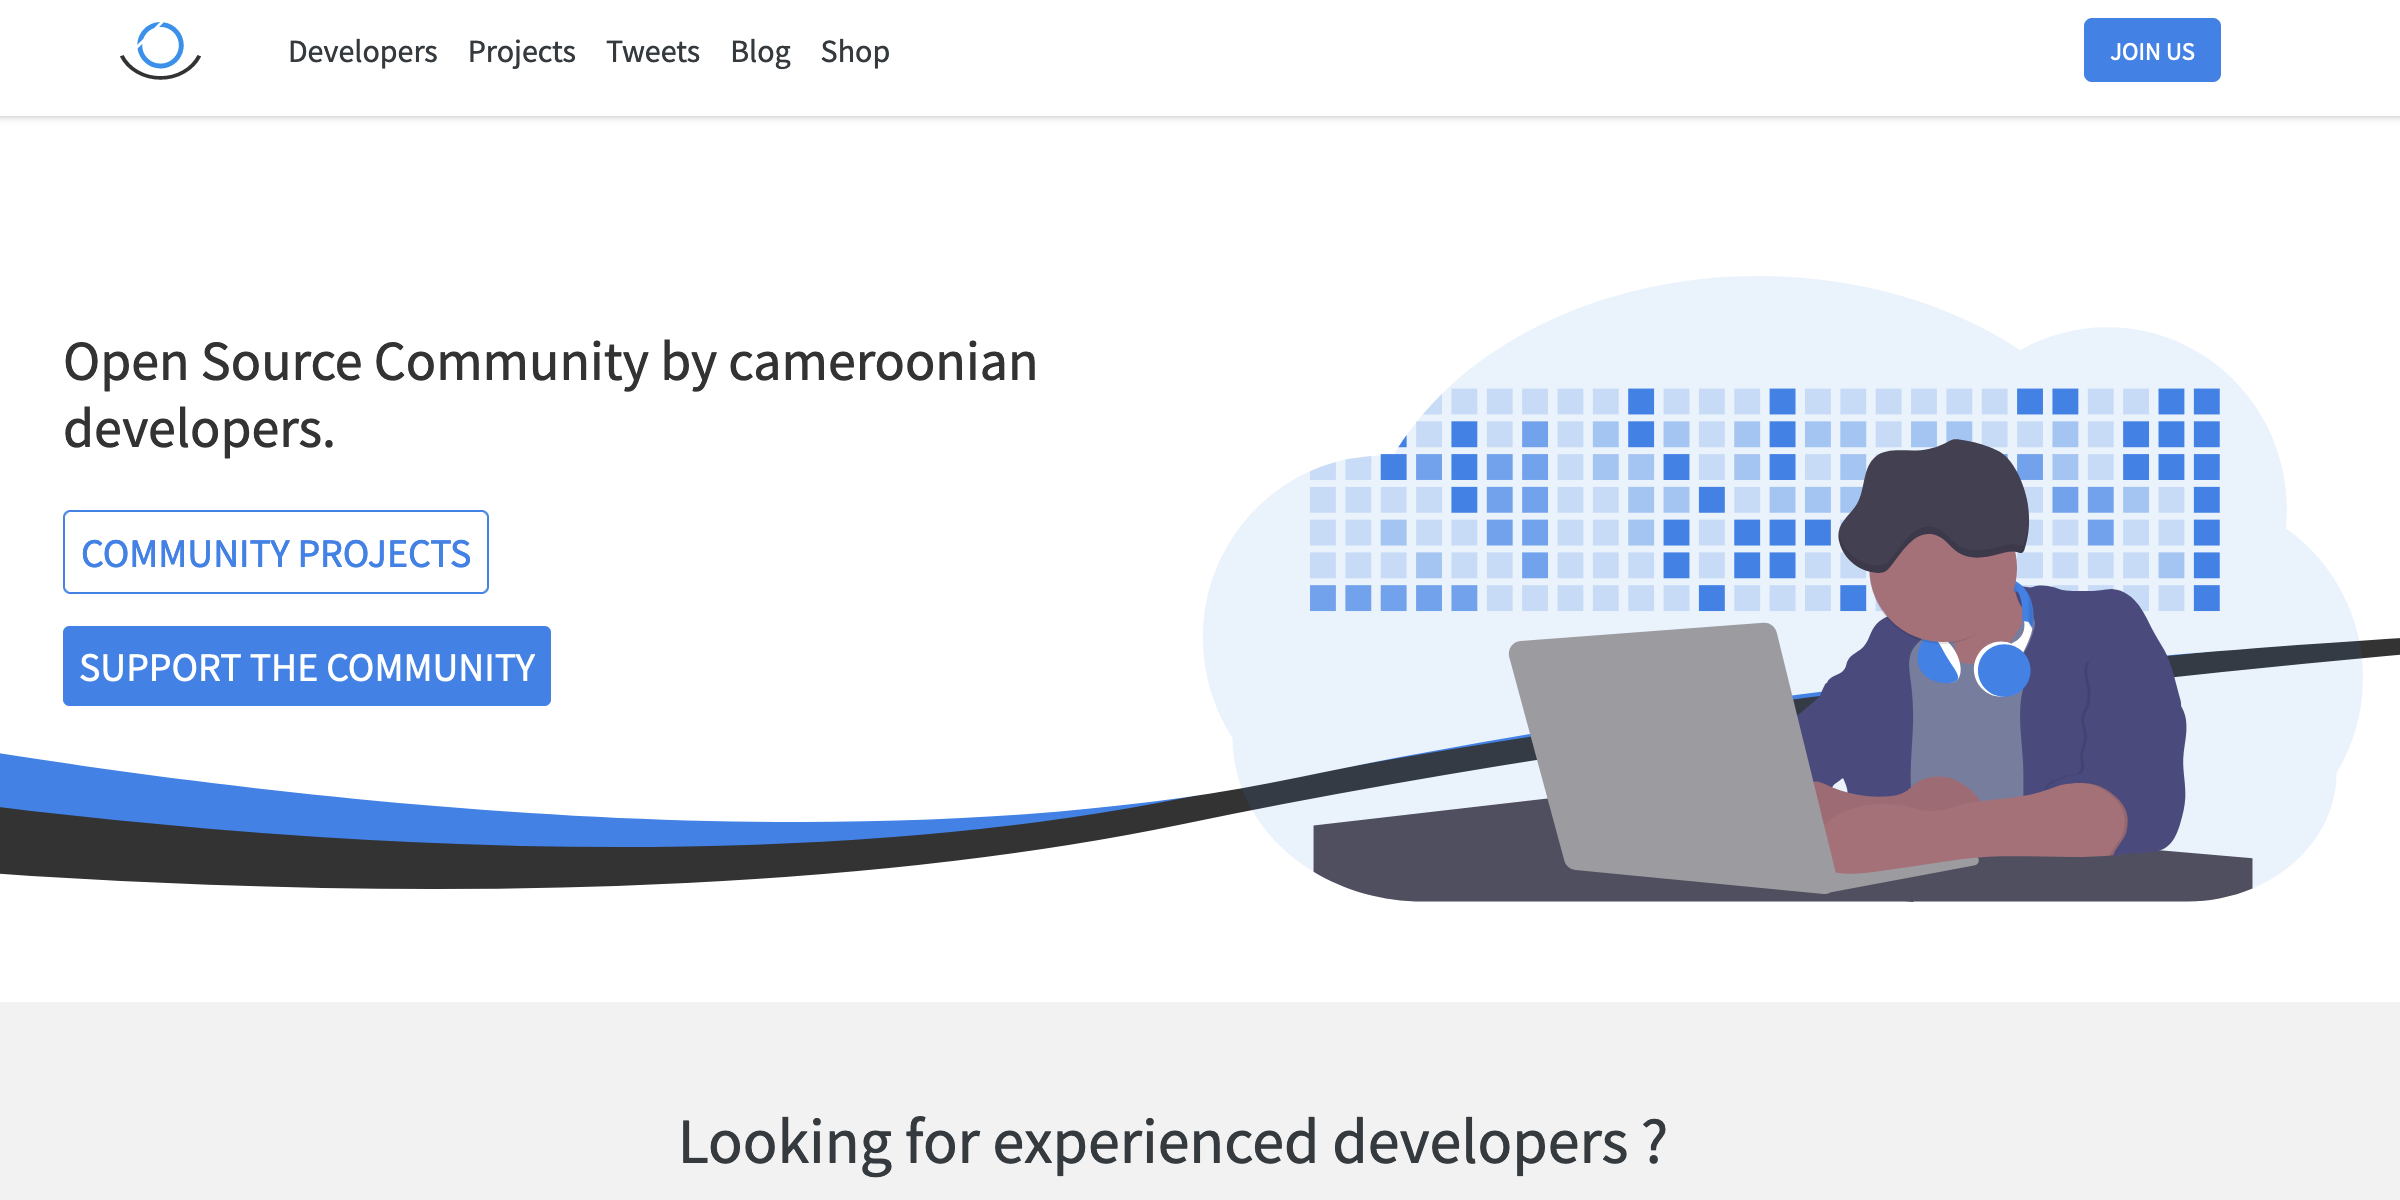 Developers Projects Tweets Blog Shop JOIN US
Open Source Community by cameroonian
developers.
COMMUNITY PROJECTS
SUPPORT THE COMMUNITY
Looking for experienced developers ?